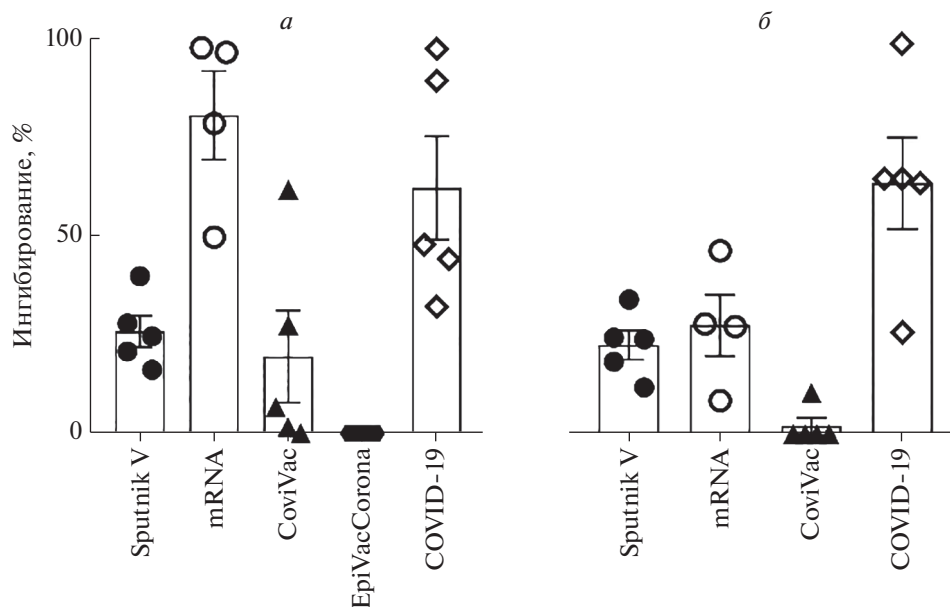 а
б
Ингибирование, %
100
50
0
Sputnik V
mRNA
CoviVac
EpiVacCorona
COVID-19
Sputnik V
mRNA
CoviVac
COVID-19